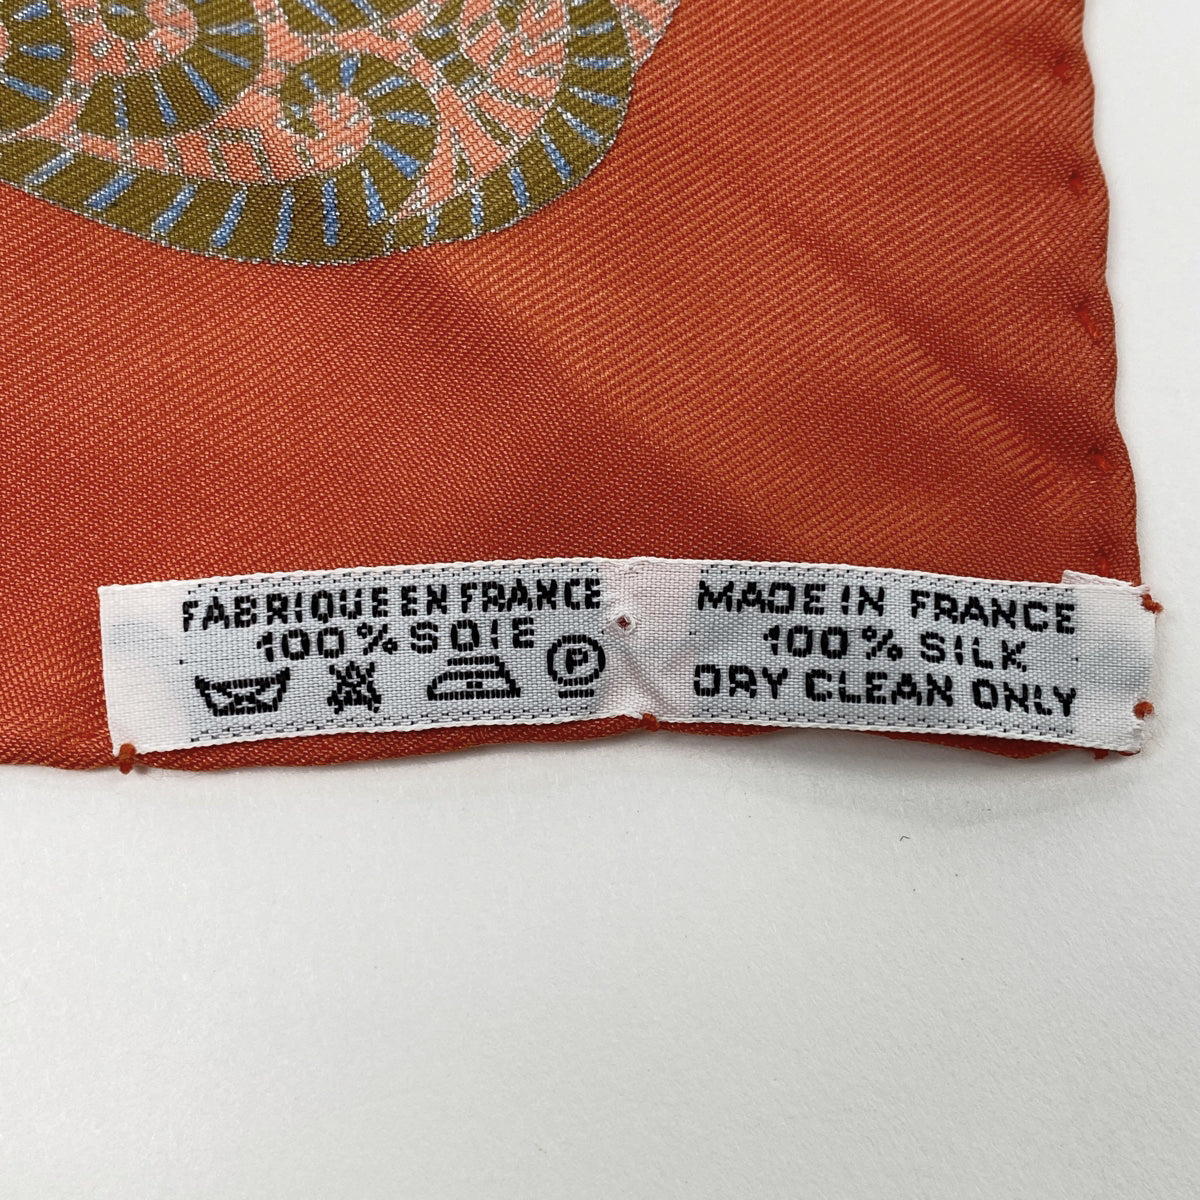 FABRIQUE EN FRANCE
100% SOIE
P
MADE IN FRANCE
100% SILK
DRY CLEAN ONLY